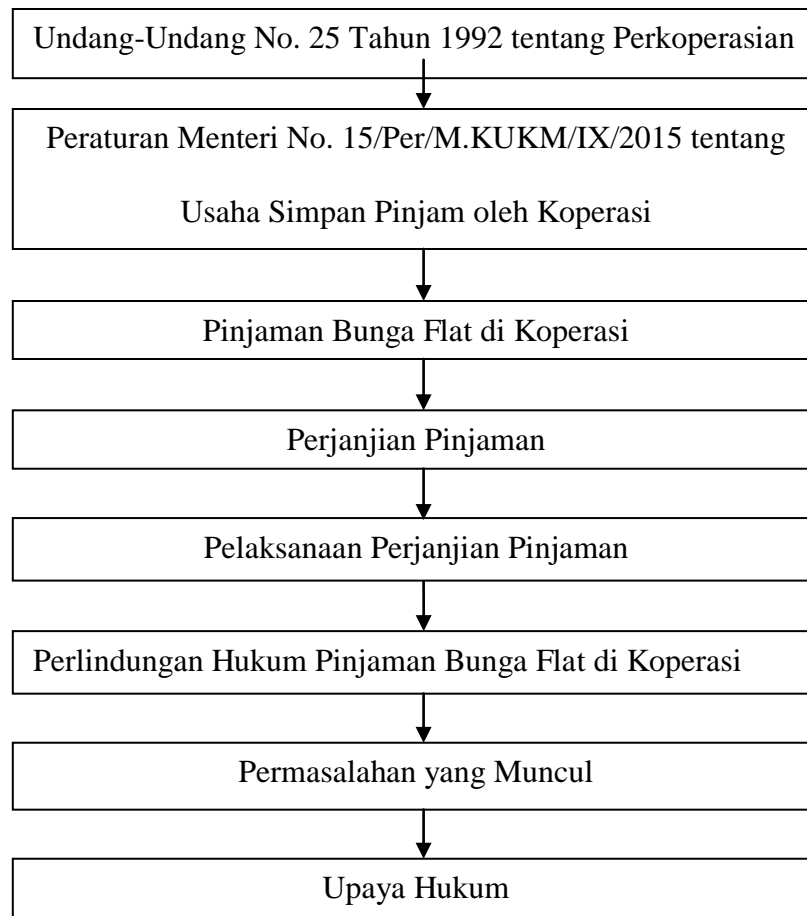 Undang-Undang No. 25 Tahun 1992 tentang Perkoperasian
Peraturan Menteri No. 15/Per/M.KUKM/IX/2015 tentang
Usaha Simpan Pinjam oleh Koperasi
Pinjaman Bunga Flat di Koperasi
Perjanjian Pinjaman
Pelaksanaan Perjanjian Pinjaman
Perlindungan Hukum Pinjaman Bunga Flat di Koperasi
Permasalahan yang Muncul
Upaya Hukum